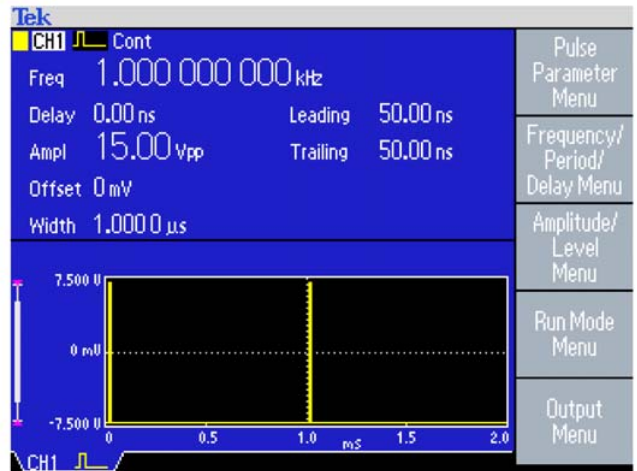 Tek
CH1 Cont
Freq 1.000 000 000 kHz
Delay 0.00 ns Leading 50.00 ns
Ampl 15.00 Vpp Trailing 50.00 ns
Offset 0 mV
Width 1.000 0 µs
Pulse
Parameter
Menu
Frequency/
Period/
Delay Menu
Amplitude/
Level
Menu
Run Mode
Menu
Output
Menu
7.500 V
0 mV
-7.500 V
0 0.5 1.0 ms 1.5 2.0
CH1